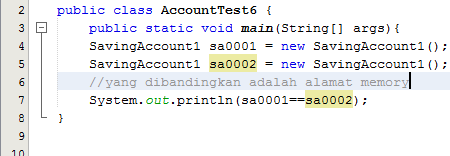 2 public class AccountTest6 {
3 public static void main(String[] args){
4 SavingAccount1 sa0001 = new SavingAccount1();
5 SavingAccount1 sa0002 = new SavingAccount1();
6 //yang dibandingkan adalah alamat memory
7 System.out.println(sa0001==sa0002);
8 }
9
10